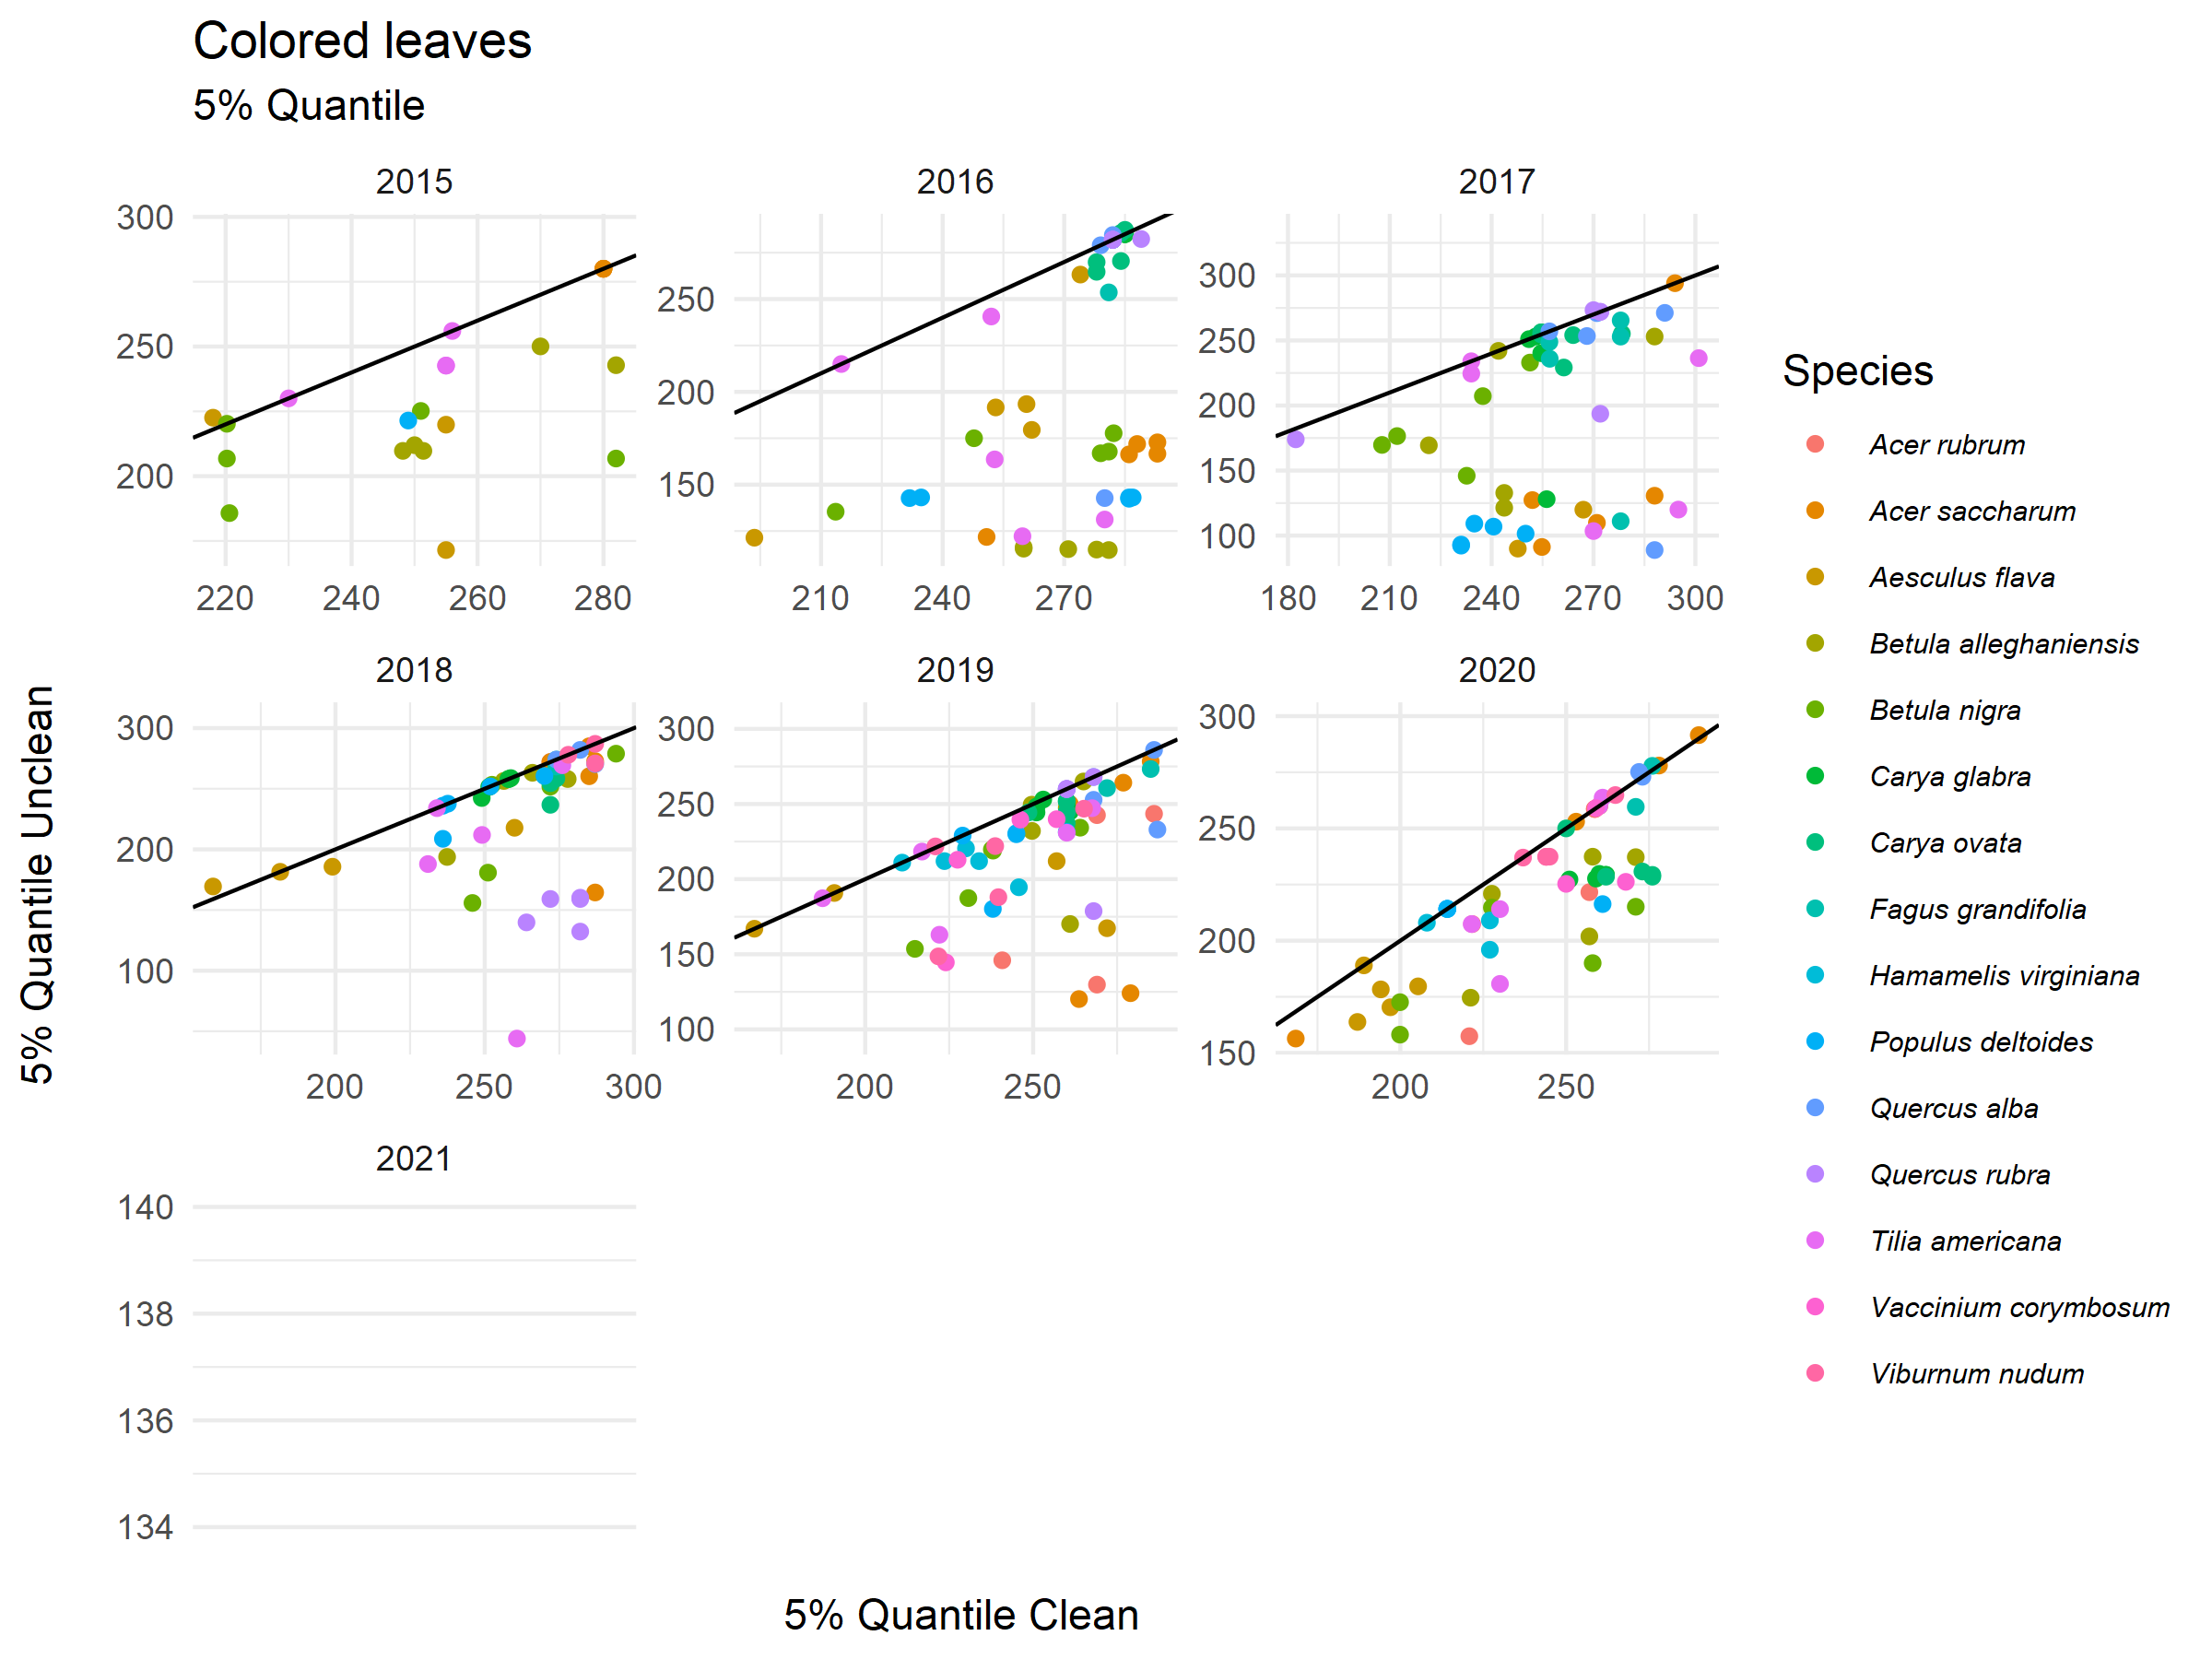 Colored leaves
5% Quantile
2015
2016
2017
300
250
200
250
200
150
300
250
200
150
100
220 240 260 280
210 240 270
180 210 240 270 300
2018
2019
2020
300
200
100
300
250
200
150
100
300
250
200
150
200 250 300
200 250
200 250
2021
140
138
136
134
5% Quantile Unclean
5% Quantile Clean
Species
Acer rubrum
Acer saccharum
Aesculus flava
Betula alleghaniensis
Betula nigra
Carya glabra
Carya ovata
Fagus grandifolia
Hamamelis virginiana
Populus deltoides
Quercus alba
Quercus rubra
Tilia americana
Vaccinium corymbosum
Viburnum nudum